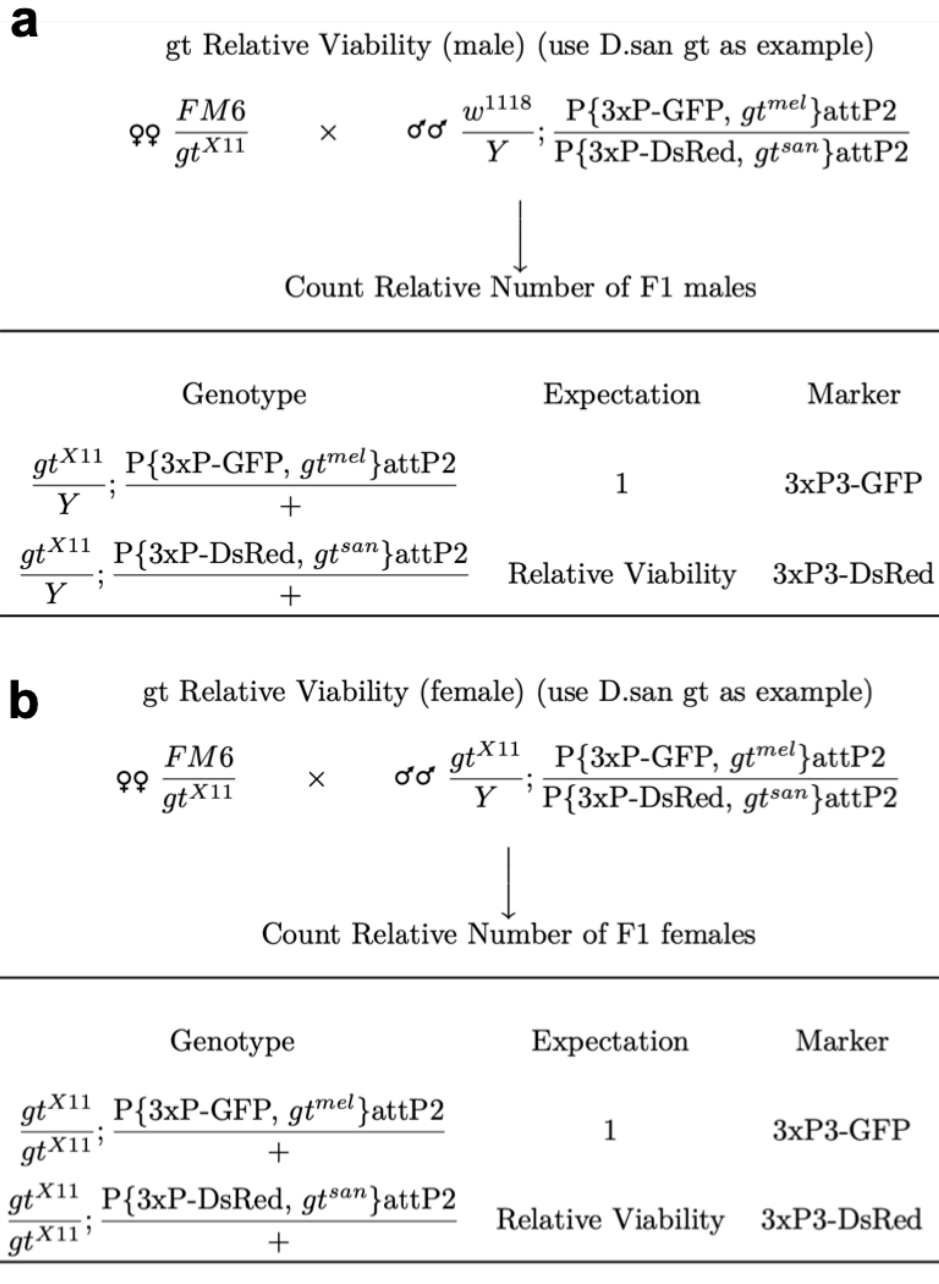 a
gt Relative Viability (male) (use D.san gt as example)
♀♀ FM6/gt^X11 × ♂♂ w^1118/Y ; P{3xP-GFP, gt^mel}attP2/P{3xP-DsRed, gt^san}attP2
Count Relative Number of F1 males
Genotype Expectation Marker
gt^X11/Y ; P{3xP-GFP, gt^mel}attP2/+ 1 3xP3-GFP
gt^X11/Y ; P{3xP-DsRed, gt^san}attP2/+ Relative Viability 3xP3-DsRed
b
gt Relative Viability (female) (use D.san gt as example)
♀♀ FM6/gt^X11 × ♂♂ gt^X11/Y ; P{3xP-GFP, gt^mel}attP2/P{3xP-DsRed, gt^san}attP2
Count Relative Number of F1 females
Genotype Expectation Marker
gt^X11/gt^X11 ; P{3xP-GFP, gt^mel}attP2/+ 1 3xP3-GFP
gt^X11/gt^X11 ; P{3xP-DsRed, gt^san}attP2/+ Relative Viability 3xP3-DsRed